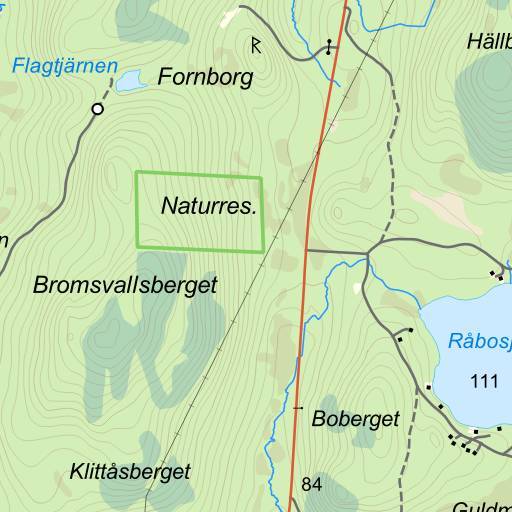 Hällb
Flagtjärnen
Fornborg
Naturres.
n
Bromsvallsberget
Råbosj
111
Boberget
Klittåsberget
84
Guldm